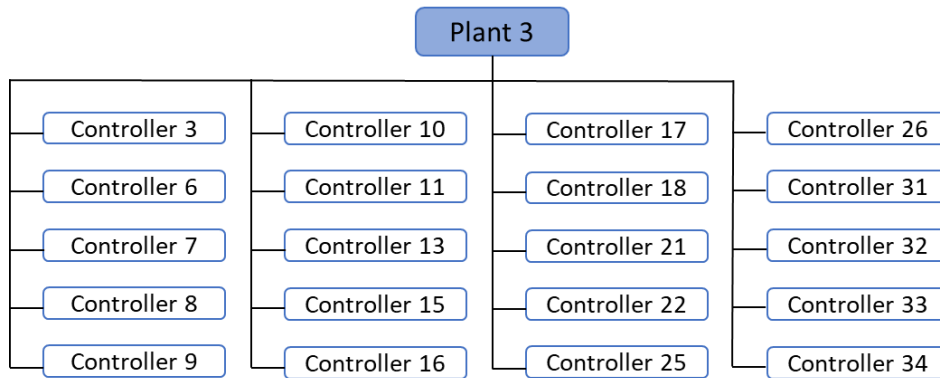 Plant 3
Controller 3
Controller 6
Controller 7
Controller 8
Controller 9
Controller 10
Controller 11
Controller 13
Controller 15
Controller 16
Controller 17
Controller 18
Controller 21
Controller 22
Controller 25
Controller 26
Controller 31
Controller 32
Controller 33
Controller 34